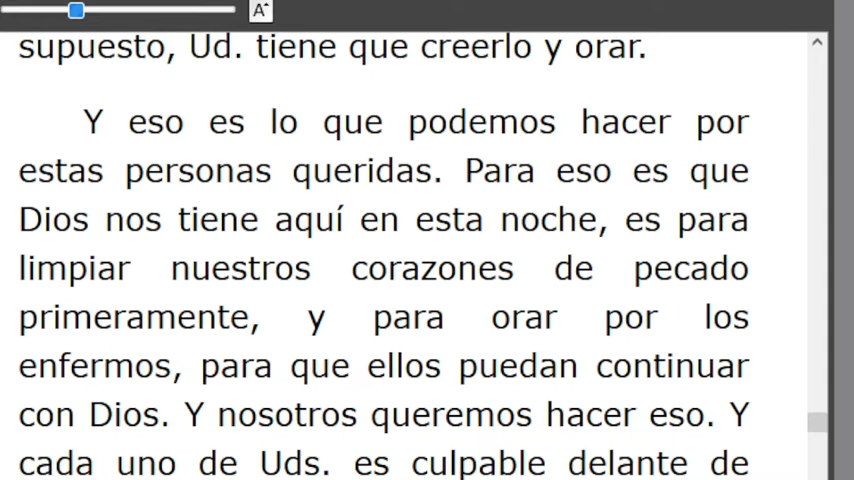 A
supuesto, Ud. tiene que creerlo y orar.
Y eso es lo que podemos hacer por
estas personas queridas. Para eso es que
Dios nos tiene aquí en esta noche, es para
limpiar nuestros corazones de pecado
primeramente, y para orar por los
enfermos, para que ellos puedan continuar
con Dios. Y nosotros queremos hacer eso. Y
cada uno de Uds. es culpable delante de